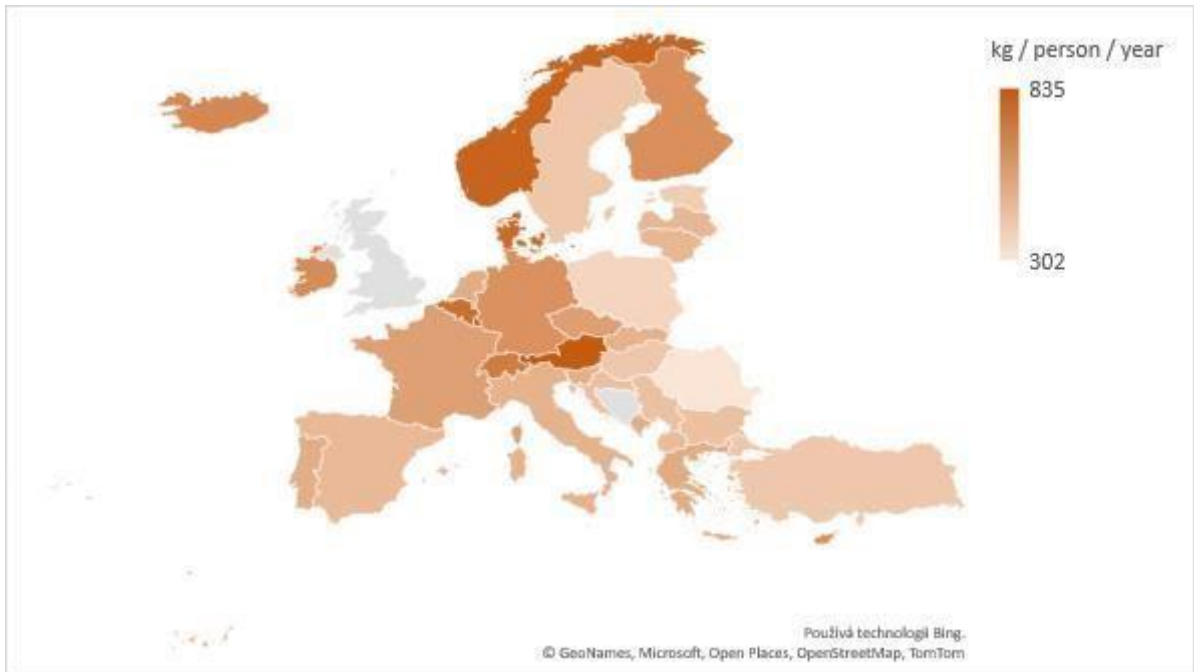 kg / person / year
835
302
Používá technologii Bing.
© GeoNames, Microsoft, Open Places, OpenStreetMap, TomTom